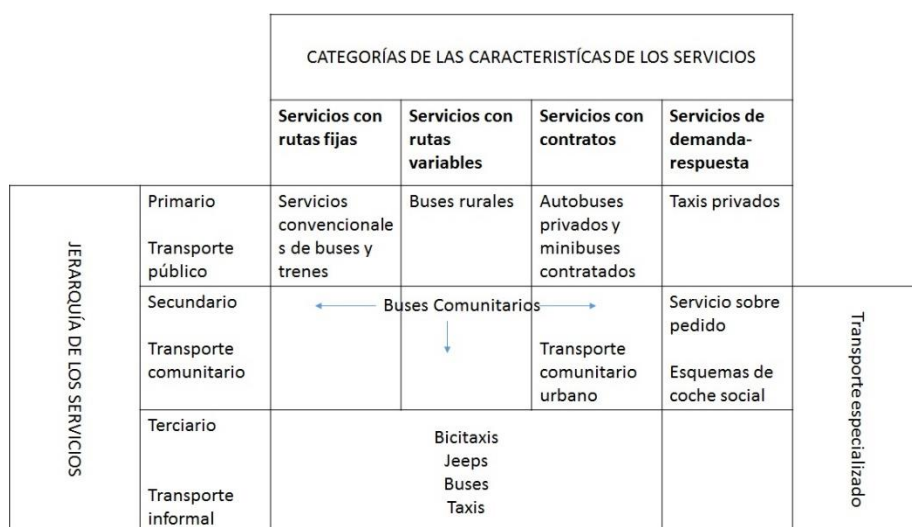 CATEGORÍAS DE LAS CARACTERISTÍCAS DE LOS SERVICIOS
Servicios con
rutas fijas
Servicios con
rutas
variables
Servicios con
contratos
Servicios de
demanda-
respuesta
JERARQUÍA DE LOS SERVICIOS
Primario
Transporte
público
Servicios
convencionale
s de buses y
trenes
Buses rurales
Autobuses
privados y
minibuses
contratados
Taxis privados
Secundario
Transporte
comunitario
Buses Comunitarios
Transporte
comunitario
urbano
Servicio sobre
pedido
Esquemas de
coche social
Transporte especializado
Terciario
Transporte
informal
Bicitaxis
Jeeps
Buses
Taxis